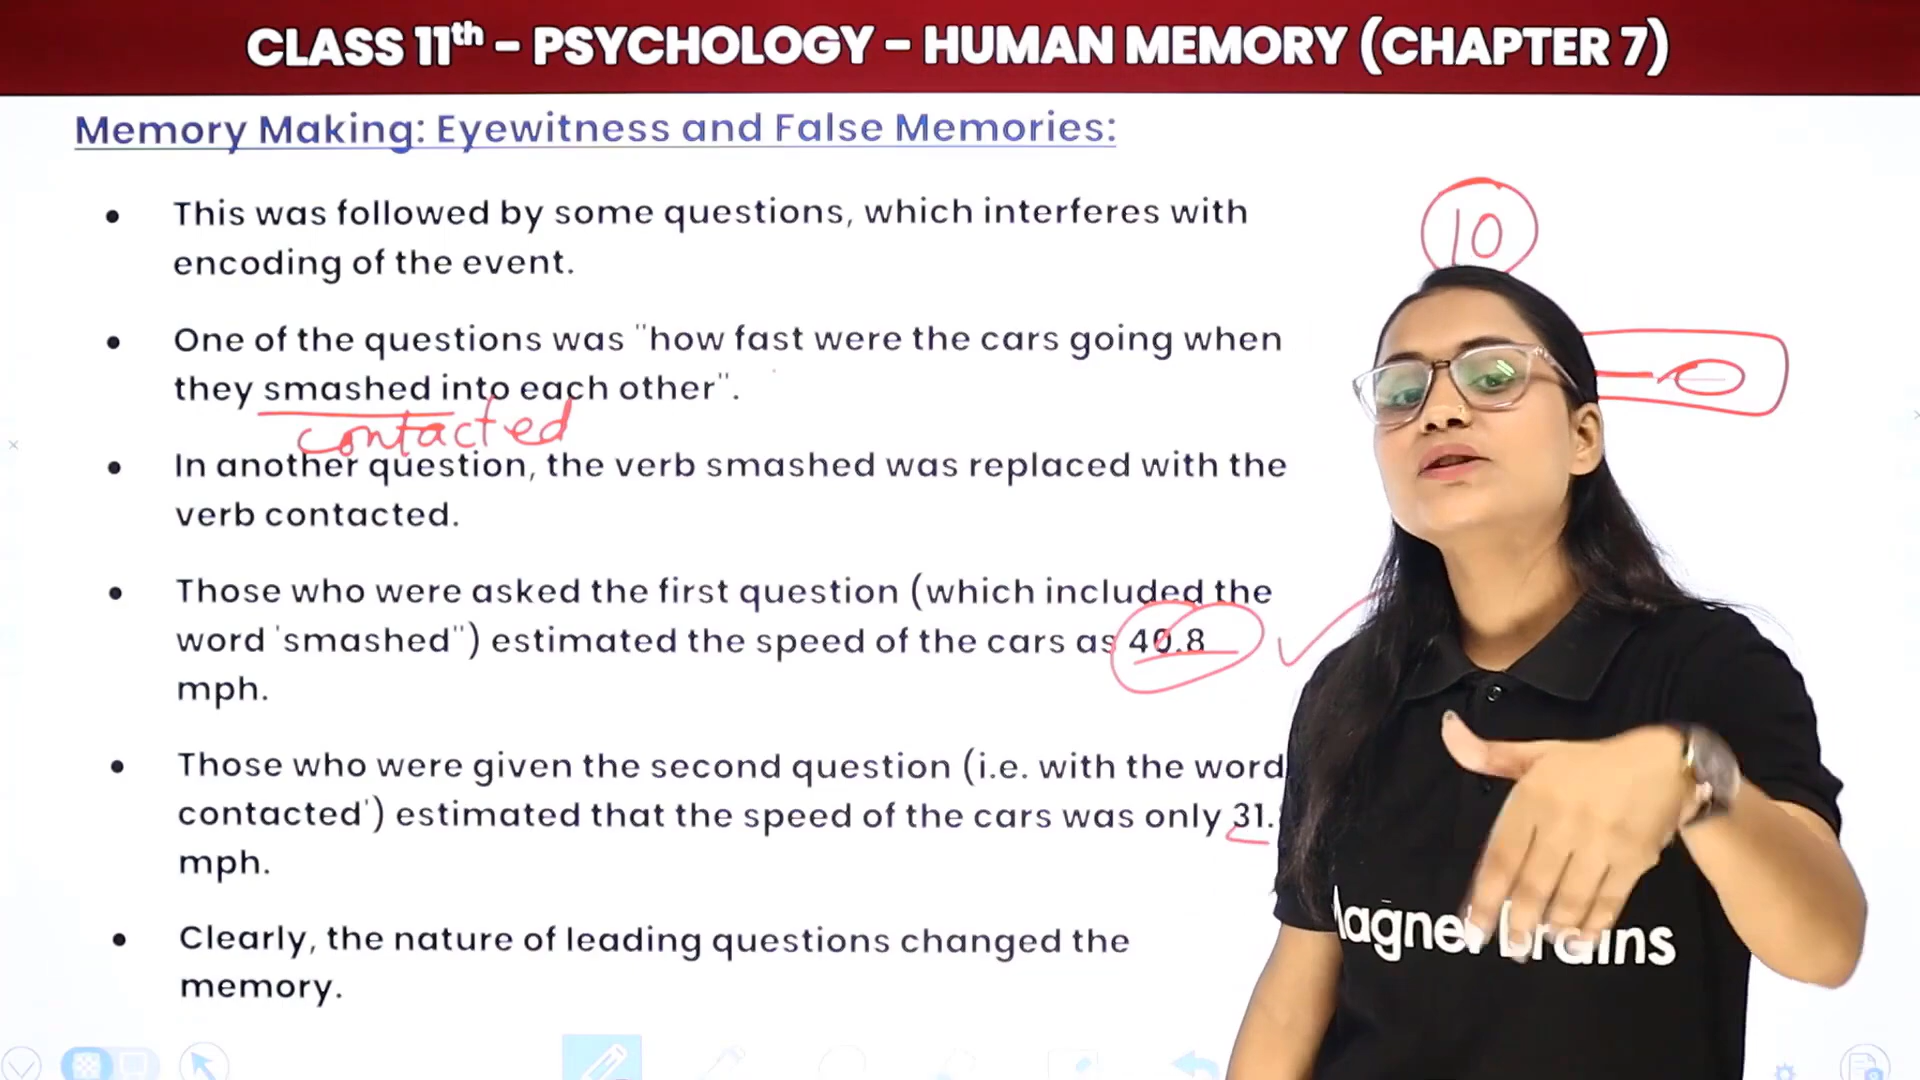 CLASS 11th – PSYCHOLOGY – HUMAN MEMORY (CHAPTER 7)
Memory Making: Eyewitness and False Memories:
• This was followed by some questions, which interferes with
encoding of the event.
10
• One of the questions was "how fast were the cars going when
they smashed into each other".
contacted
• In another question, the verb smashed was replaced with the
verb contacted.
• Those who were asked the first question (which included the
word 'smashed") estimated the speed of the cars as 40.8
mph.
• Those who were given the second question (i.e. with the word
contacted') estimated that the speed of the cars was only 31.
mph.
• Clearly, the nature of leading questions changed the
memory.
brains